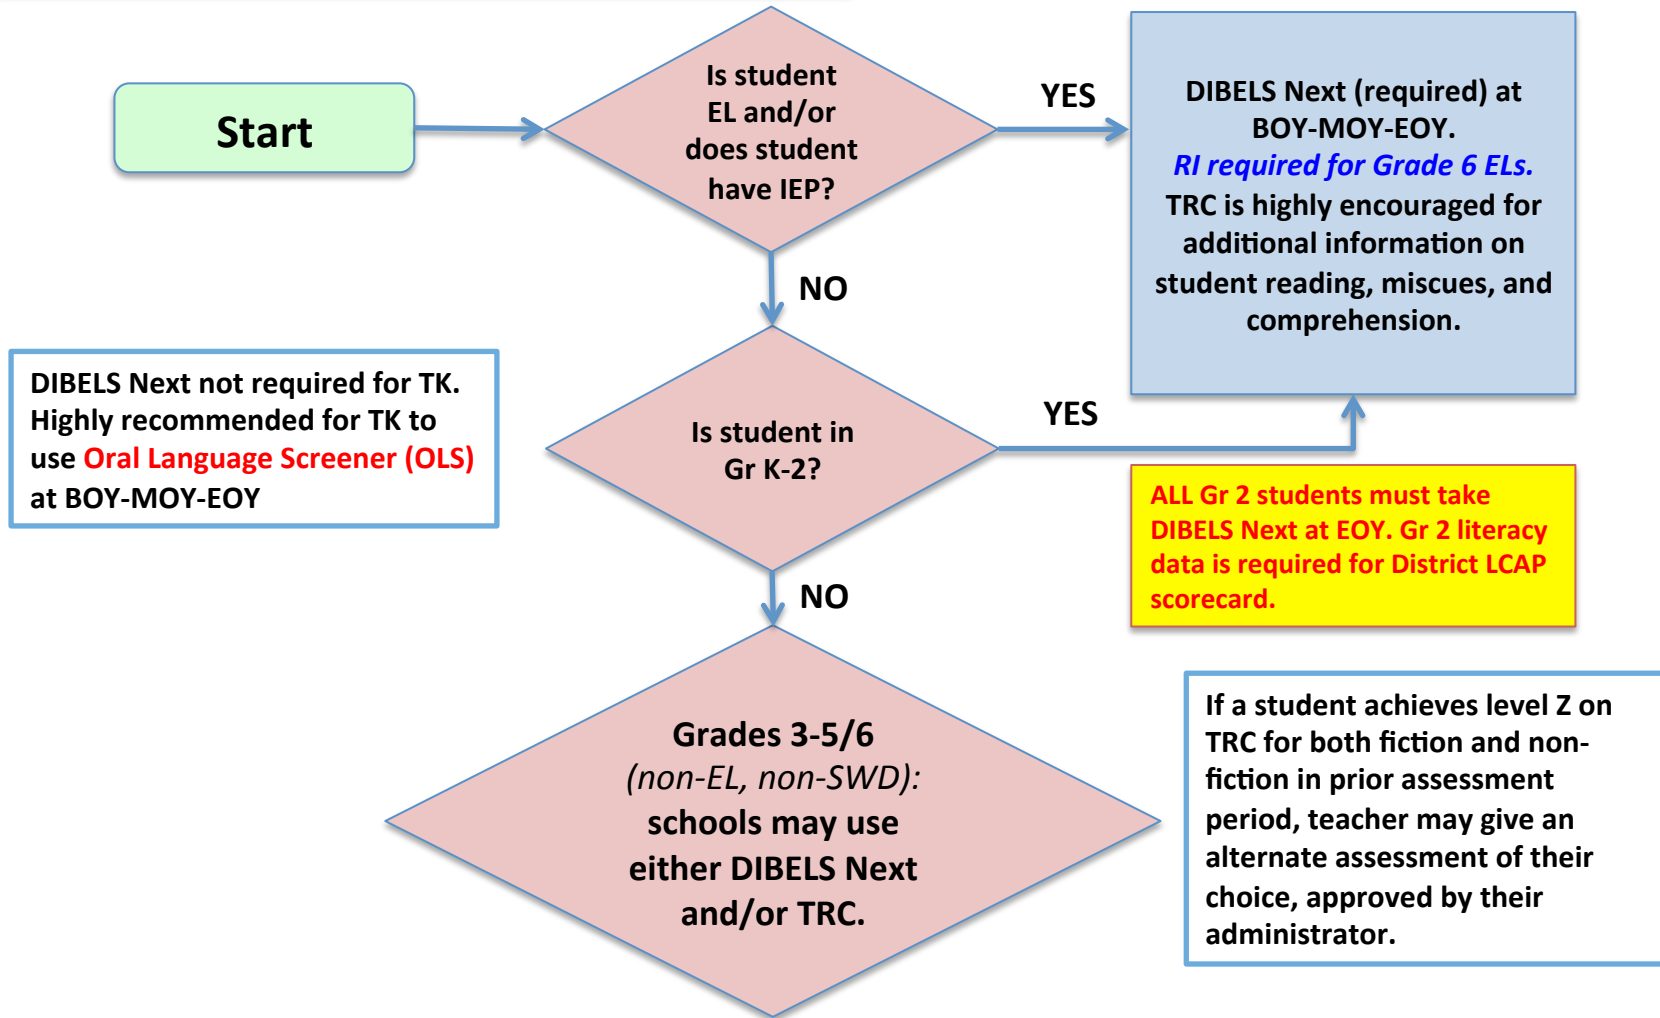 Start
Is student
EL and/or
does student
have IEP?
YES
DIBELS Next (required) at
BOY-MOY-EOY.
RI required for Grade 6 ELs.
TRC is highly encouraged for
additional information on
student reading, miscues, and
comprehension.
NO
DIBELS Next not required for TK.
Highly recommended for TK to
use Oral Language Screener (OLS)
at BOY-MOY-EOY
Is student in
Gr K-2?
YES
ALL Gr 2 students must take
DIBELS Next at EOY. Gr 2 literacy
data is required for District LCAP
scorecard.
NO
Grades 3-5/6
(non-EL, non-SWD):
schools may use
either DIBELS Next
and/or TRC.
If a student achieves level Z on
TRC for both fiction and non-
fiction in prior assessment
period, teacher may give an
alternate assessment of their
choice, approved by their
administrator.